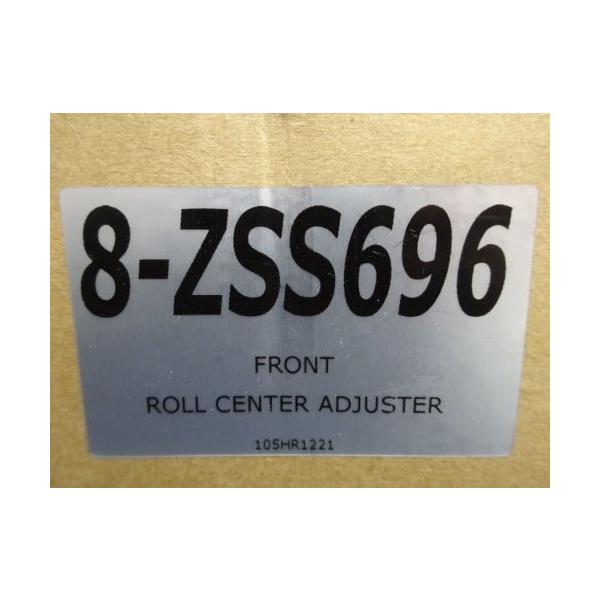 8-ZSS696
FRONT
ROLL CENTER ADJUSTER
105HR1221